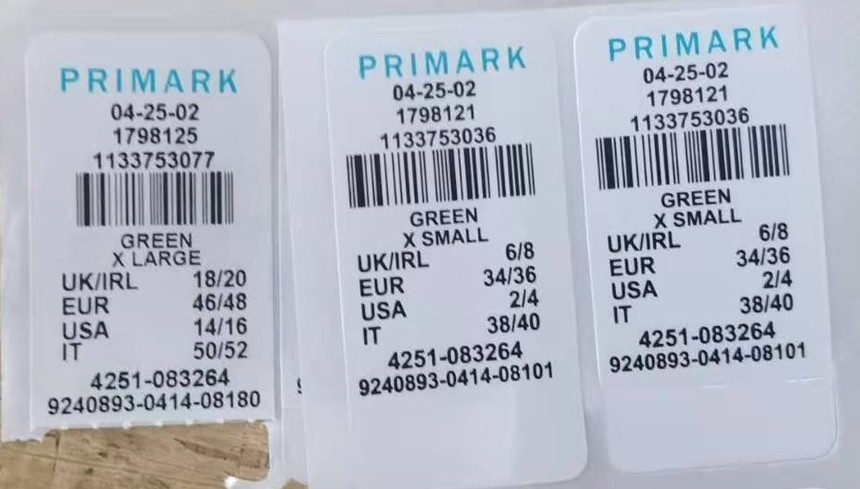 PRIMARK
04-25-02
1798125
1133753077
GREEN
X LARGE
UK/IRL 18/20
EUR 46/48
USA 14/16
IT 50/52
4251-083264
9240893-0414-08180
PRIMARK
04-25-02
1798121
1133753036
GREEN
X SMALL
UK/IRL 6/8
EUR 34/36
USA 2/4
IT 38/40
4251-083264
9240893-0414-08101
PRIMARK
04-25-02
1798121
1133753036
GREEN
X SMALL
UK/IRL 6/8
EUR 34/36
USA 2/4
IT 38/40
4251-083264
9240893-0414-08101